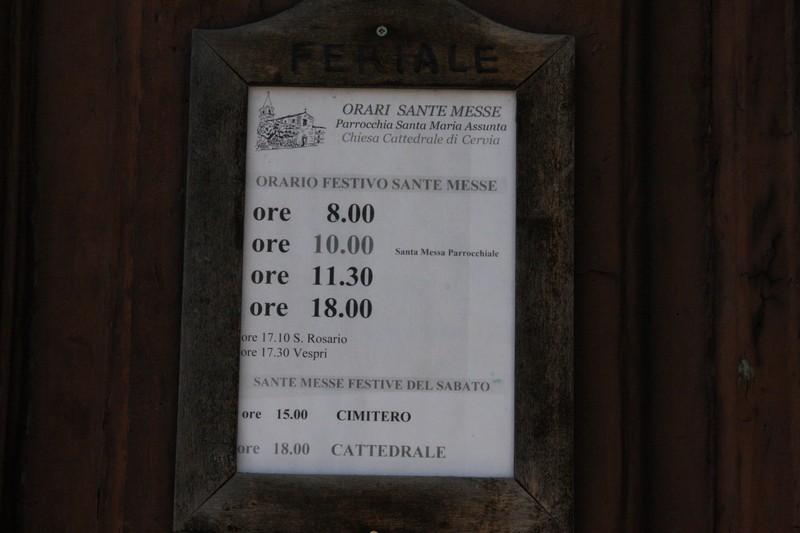 FERIALE
ORARI SANTE MESSE
Parrocchia Santa Maria Assunta
Chiesa Cattedrale di Cervia
ORARIO FESTIVO SANTE MESSE
ore 8.00
ore 10.00 Santa Messa Parrocchiale
ore 11.30
ore 18.00
ore 17.10 S. Rosario
ore 17.30 Vespri
SANTE MESSE FESTIVE DEL SABATO
ore 15.00 CIMITERO
ore 18.00 CATTEDRALE